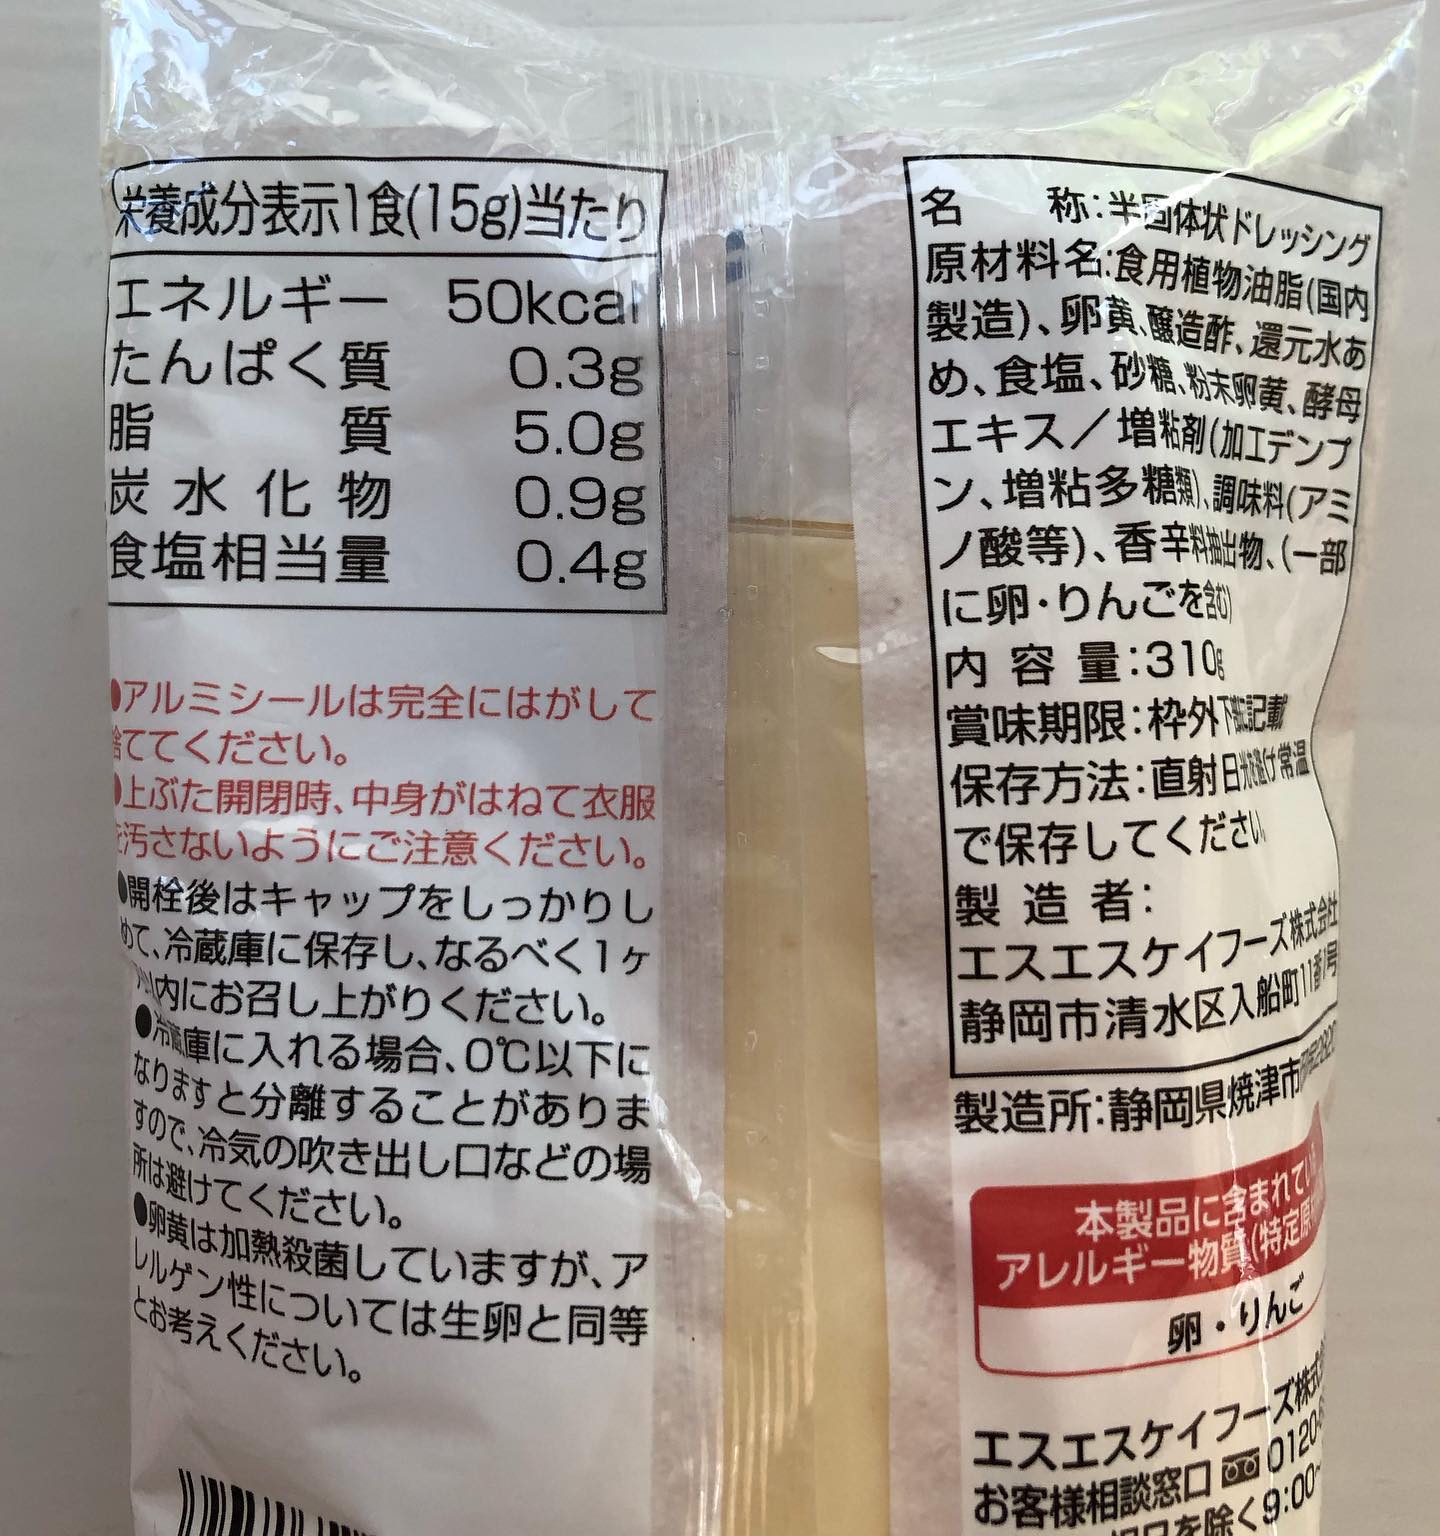 栄養成分表示1食(15g)当たり
エネルギー 50kcal
たんぱく質 0.3g
脂質 5.0g
炭水化物 0.9g
食塩相当量 0.4g
●アルミシールは完全にはがして
捨ててください。
●上ぶた開閉時、中身がはねて衣服
を汚さないようにご注意ください。
●開栓後はキャップをしっかりし
めて、冷蔵庫に保存し、なるべく1ヶ
月以内にお召し上がりください。
●冷蔵庫に入れる場合、0℃以下に
なりますと分離することがありま
すので、冷気の吹き出し口などの場
所は避けてください。
●卵黄は加熱殺菌していますが、ア
レルゲン性については生卵と同等
とお考えください。
名称:半固体状ドレッシング
原材料名:食用植物油脂(国内
製造)、卵黄、醸造酢、還元水あ
め、食塩、砂糖、粉末卵黄、酵母
エキス/増粘剤(加工デンプ
ン、増粘多糖類)、調味料(アミ
ノ酸等)、香辛料抽出物、(一部
に卵・りんごを含む)
内容量:310g
賞味期限:枠外下部に記載
保存方法:直射日光を避け常温
で保存してください
製造者:
エスエスケイフーズ株式会社
静岡市清水区入船町11番1号
製造所:静岡県焼津市
本製品に含まれてい
アレルギー物質(特定原
卵・りんご
エスエスケイフーズ株式
お客様相談窓口 0120-
を除く9:00~